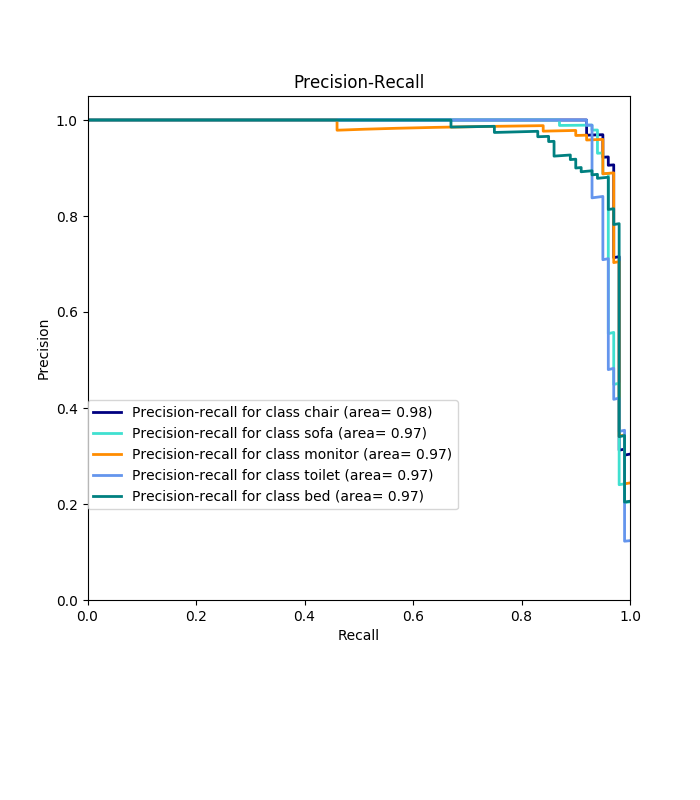 Precision-Recall
1.0
0.8
0.6
0.4
0.2
0.0
Precision
Precision-recall for class chair (area= 0.98)
Precision-recall for class sofa (area= 0.97)
Precision-recall for class monitor (area= 0.97)
Precision-recall for class toilet (area= 0.97)
Precision-recall for class bed (area= 0.97)
0.0 0.2 0.4 0.6 0.8 1.0
Recall